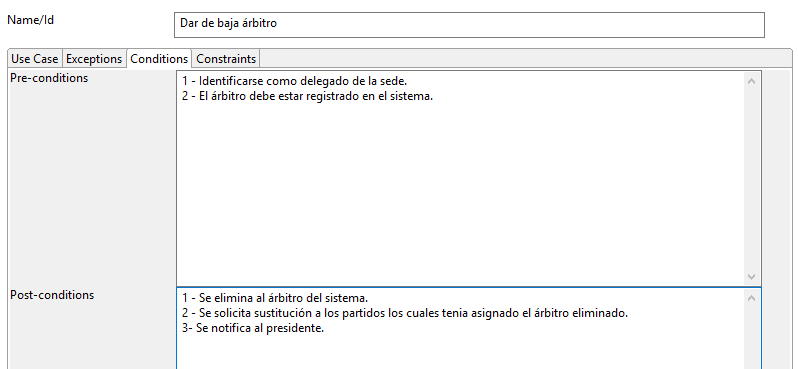 Name/Id
Dar de baja árbitro
Use Case Exceptions Conditions Constraints
Pre-conditions
1 - Identificarse como delegado de la sede.
2 - El árbitro debe estar registrado en el sistema.
Post-conditions
1 - Se elimina al árbitro del sistema.
2 - Se solicita sustitución a los partidos los cuales tenia asignado el árbitro eliminado.
3- Se notifica al presidente.